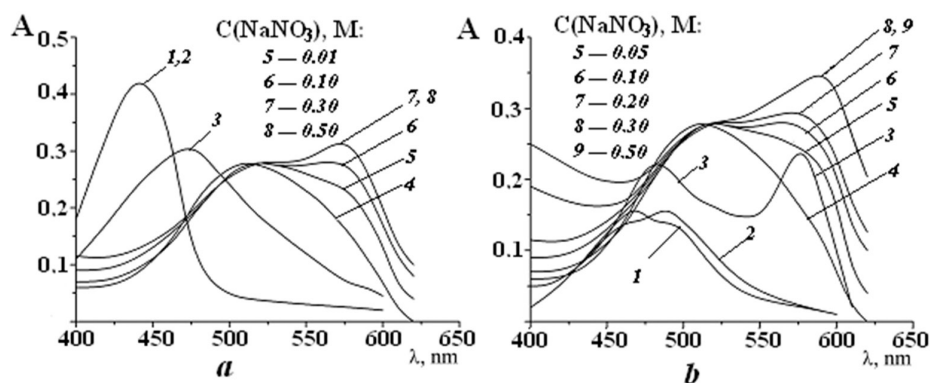 A
C(NaNO₃), M:
5 — 0.01
6 — 0.10
7 — 0.30
8 — 0.50
0.5
0.4
0.3
0.2
0.1
1,2
3
7, 8
6
5
4
400 450 500 550 600 650
λ, nm
a
A
C(NaNO₃), M:
5 — 0.05
6 — 0.10
7 — 0.20
8 — 0.30
9 — 0.50
0.4
0.3
0.2
0.1
8, 9
7
6
5
3
4
3
2
1
400 450 500 550 600 650
λ, nm
b